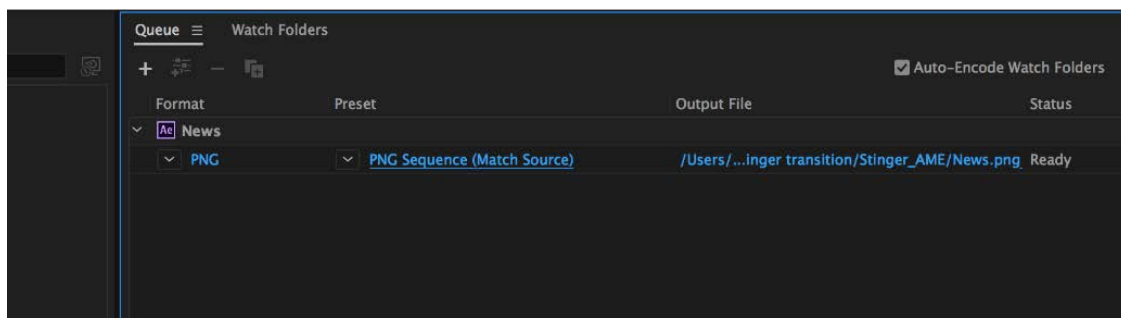 Queue Watch Folders
Auto-Encode Watch Folders
Format Preset Output File Status
Ae News
PNG PNG Sequence (Match Source) /Users/...inger transition/Stinger_AME/News.png Ready